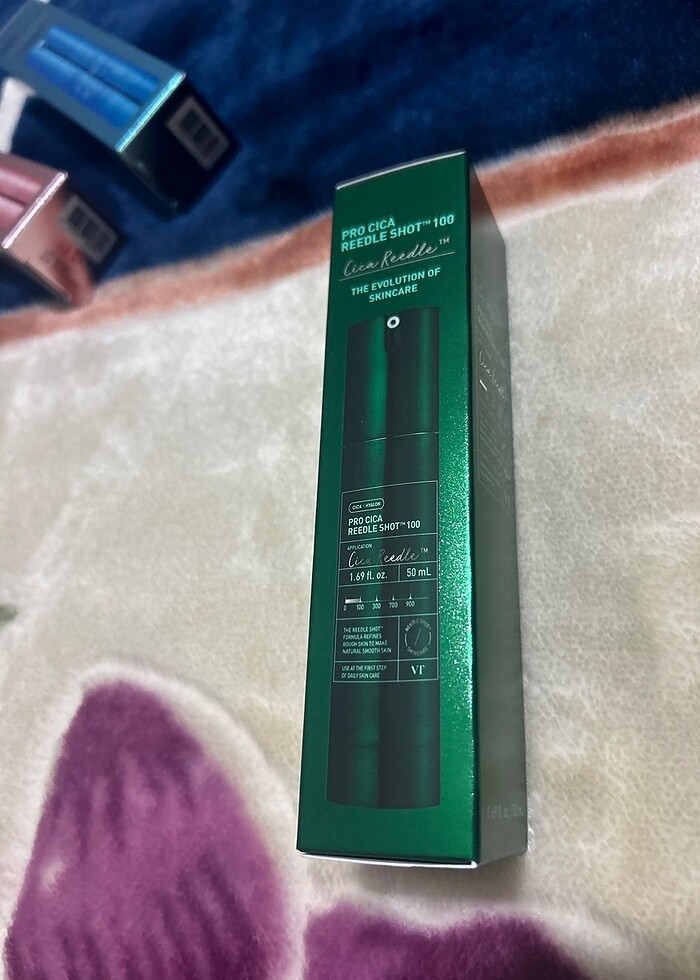 PRO CICA
REEDLE SHOT™ 100
Cica Reedle™
THE EVOLUTION OF
SKINCARE
CICA · HYALON
PRO CICA
REEDLE SHOT™ 100
APPLICATION
Cica Reedle™
1.69 fl. oz. 50 mL
0 100 300 700 900
THE REEDLE SHOT™
FORMULA REFINES
ROUGH SKIN TO MAKE
NATURAL SMOOTH SKIN
USE AT THE FIRST STEP
OF DAILY SKIN CARE
VT